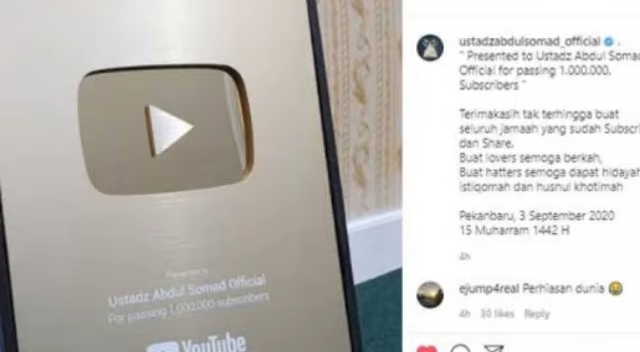 Presented to
Ustadz Abdul Somad Official
For passing 1.000.000 subscribers
YouTube
ustadzabdulsomad_official .
" Presented to Ustadz Abdul Somad
Official for passing 1.000.000.
Subscribers "
Terimakasih tak terhingga buat
seluruh jamaah yang sudah Subscri
dan Share.
Buat lovers semoga berkah,
Buat hatters semoga dapat hidayah
istiqomah dan husnul khotimah
Pekanbaru, 3 September 2020
15 Muharram 1442 H
4h
ejump4real Perhiasan dunia 😂
4h 30 likes Reply